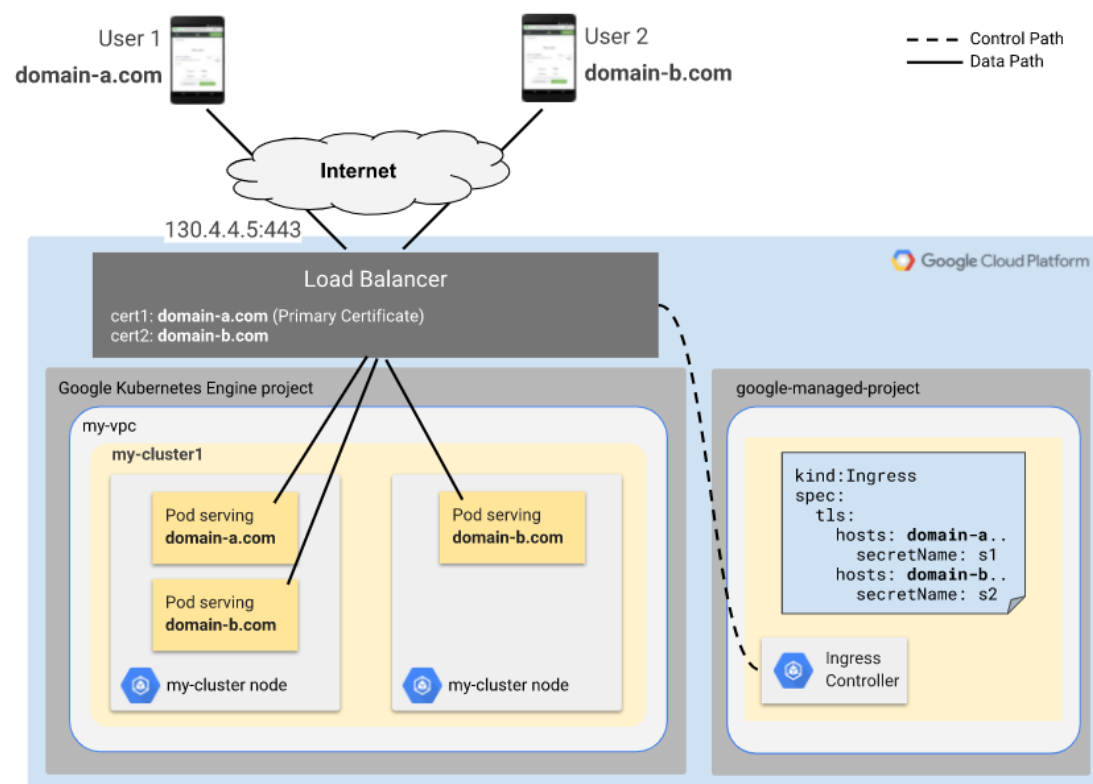 User 1
domain-a.com
User 2
domain-b.com
Control Path
Data Path
Internet
130.4.4.5:443
Google Cloud Platform
Load Balancer
cert1: domain-a.com (Primary Certificate)
cert2: domain-b.com
Google Kubernetes Engine project
my-vpc
my-cluster1
Pod serving
domain-a.com
Pod serving
domain-b.com
my-cluster node
Pod serving
domain-b.com
my-cluster node
google-managed-project
kind:Ingress
spec:
  tls:
    hosts: domain-a..
      secretName: s1
    hosts: domain-b..
      secretName: s2
Ingress
Controller